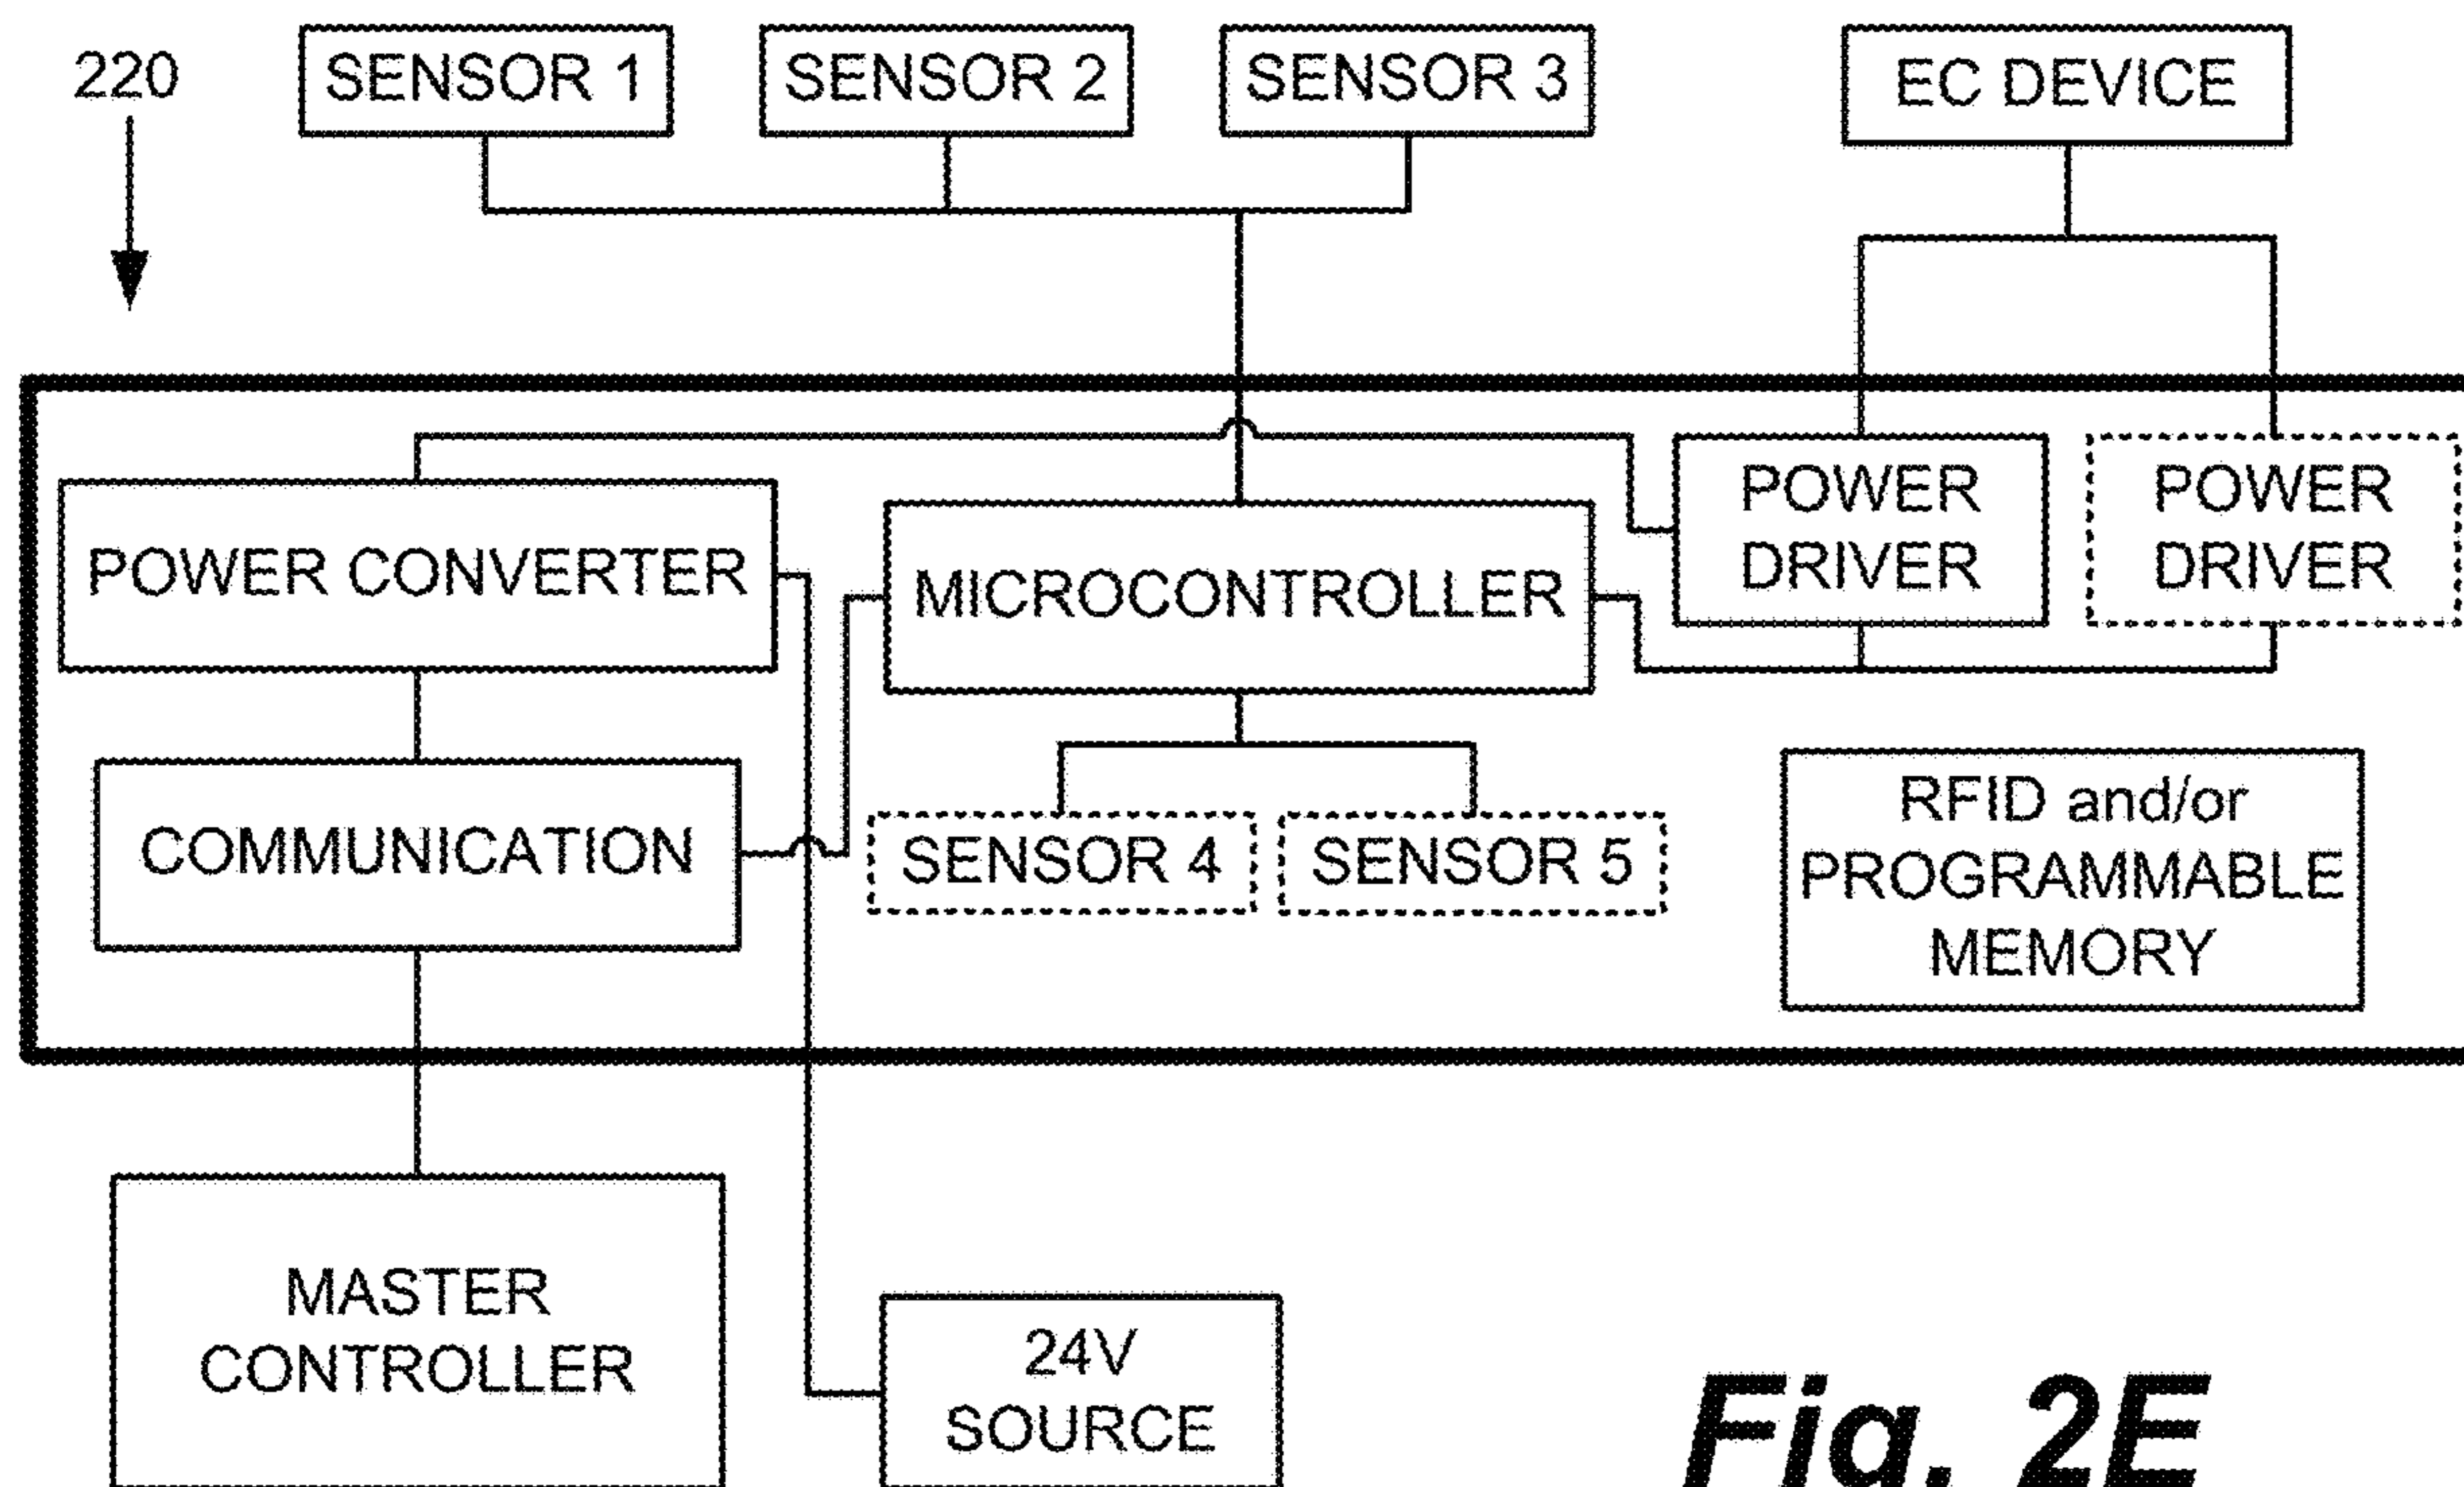 220
SENSOR 1
SENSOR 2
SENSOR 3
EC DEVICE
POWER CONVERTER
MICROCONTROLLER
POWER
DRIVER
POWER
DRIVER
COMMUNICATION
SENSOR 4
SENSOR 5
RFID and/or
PROGRAMMABLE
MEMORY
MASTER
CONTROLLER
24V
SOURCE
Fig. 2E